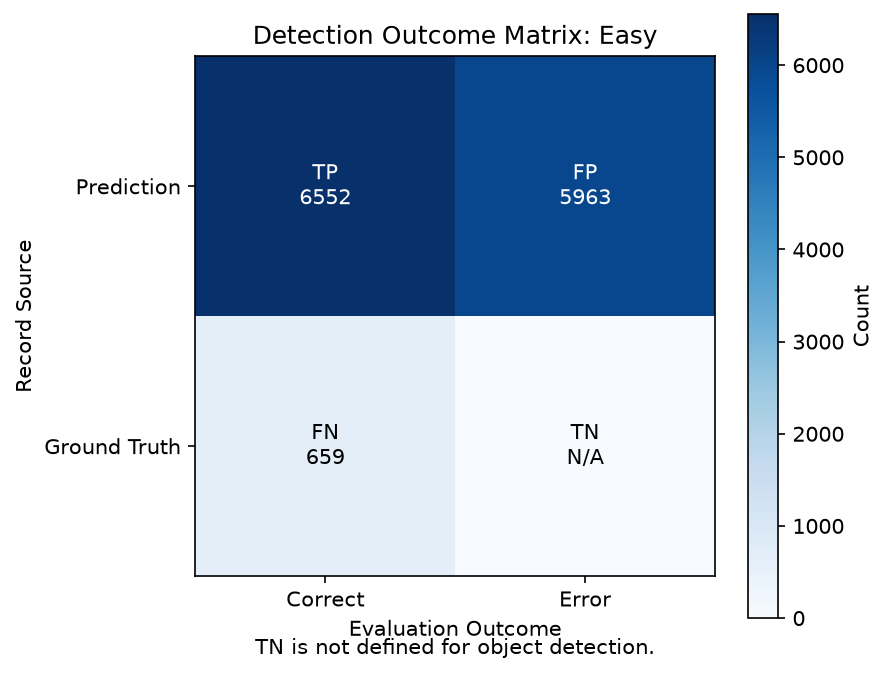 Detection Outcome Matrix: Easy
TP
6552
FP
5963
FN
659
TN
N/A
Prediction
Ground Truth
Record Source
Correct
Error
Evaluation Outcome
TN is not defined for object detection.
6000
5000
4000
3000
2000
1000
0
Count